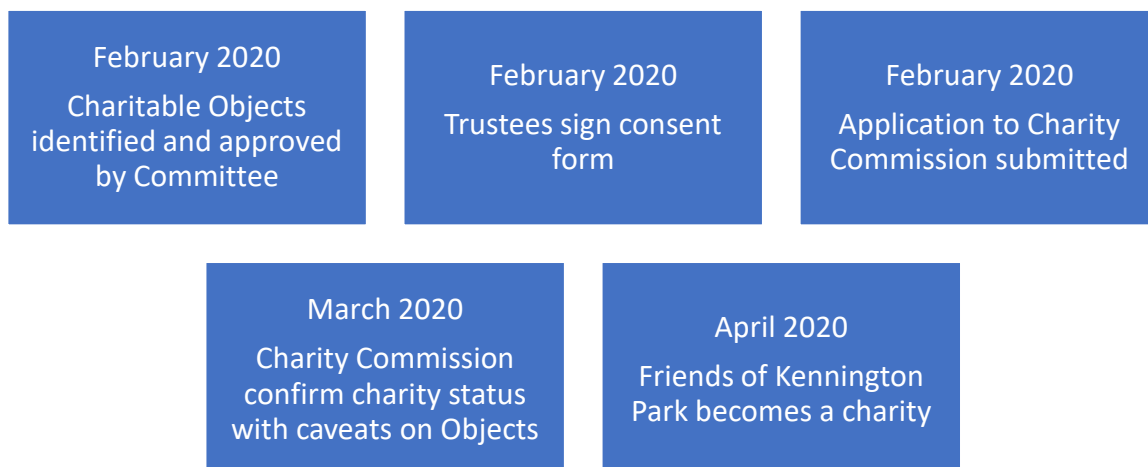 February 2020
Charitable Objects
identified and approved
by Committee
February 2020
Trustees sign consent
form
February 2020
Application to Charity
Commission submitted
March 2020
Charity Commission
confirm charity status
with caveats on Objects
April 2020
Friends of Kennington
Park becomes a charity